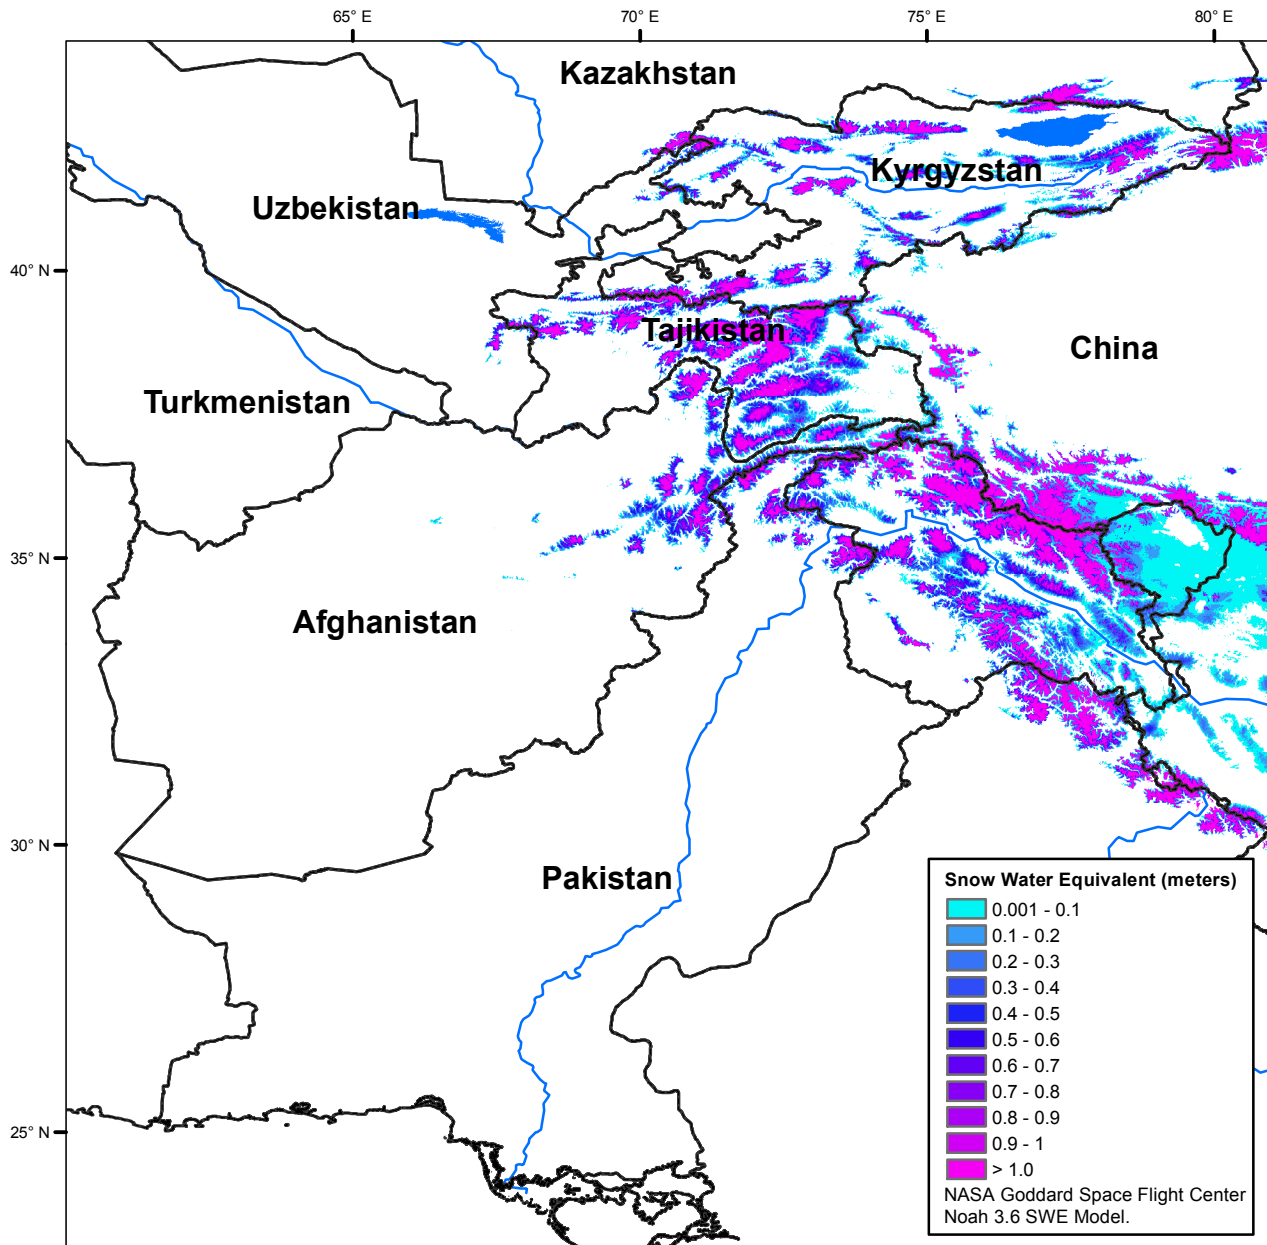 65° E
70° E
75° E
80° E
Kazakhstan
Kyrgyzstan
Uzbekistan
40° N
Tajikistan
China
Turkmenistan
35° N
Afghanistan
30° N
Pakistan
25° N
Snow Water Equivalent (meters)
0.001 - 0.1
0.1 - 0.2
0.2 - 0.3
0.3 - 0.4
0.4 - 0.5
0.5 - 0.6
0.6 - 0.7
0.7 - 0.8
0.8 - 0.9
0.9 - 1
> 1.0
NASA Goddard Space Flight Center
Noah 3.6 SWE Model.